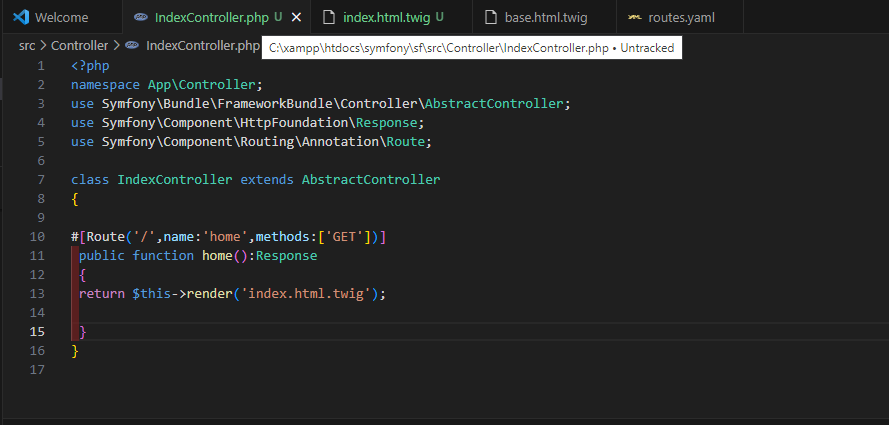 Welcome IndexController.php U index.html.twig U base.html.twig routes.yaml
src > Controller > IndexController.php
C:\xampp\htdocs\symfony\sf\src\Controller\IndexController.php • Untracked
1 <?php
2 namespace App\Controller;
3 use Symfony\Bundle\FrameworkBundle\Controller\AbstractController;
4 use Symfony\Component\HttpFoundation\Response;
5 use Symfony\Component\Routing\Annotation\Route;
6
7 class IndexController extends AbstractController
8 {
9
10 #[Route('/',name:'home',methods:['GET'])]
11 public function home():Response
12 {
13 return $this->render('index.html.twig');
14
15 }
16 }
17